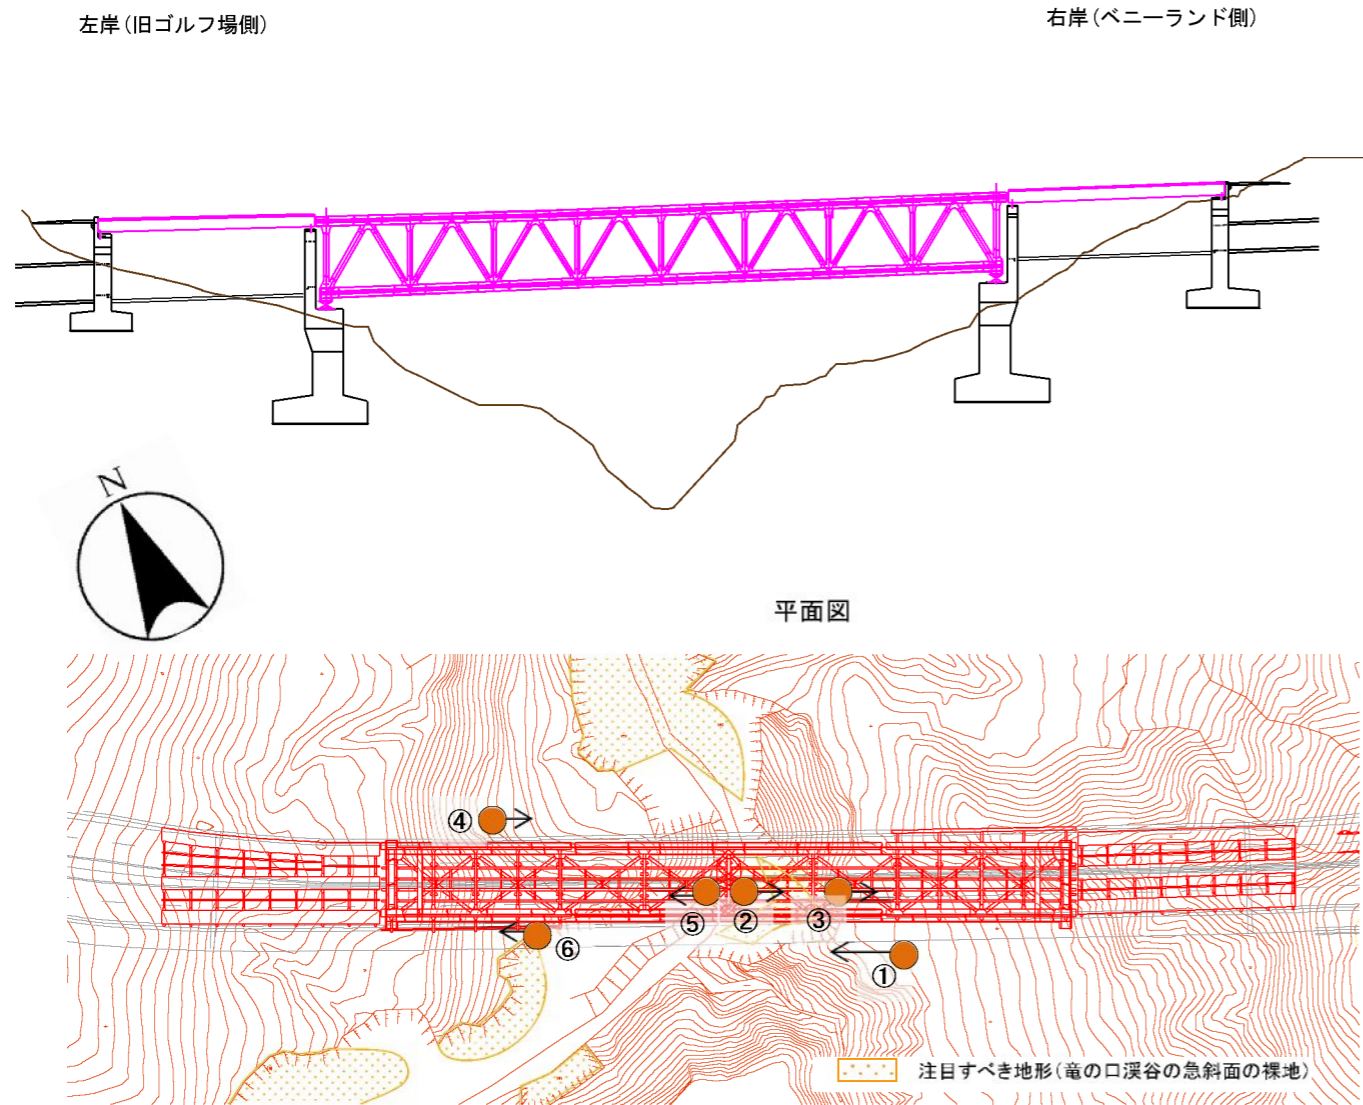 左岸(旧ゴルフ場側)
右岸(ベニーランド側)
N
平面図
④
⑤
②
③
⑥
①
注目すべき地形(竜の口渓谷の急斜面の裸地)